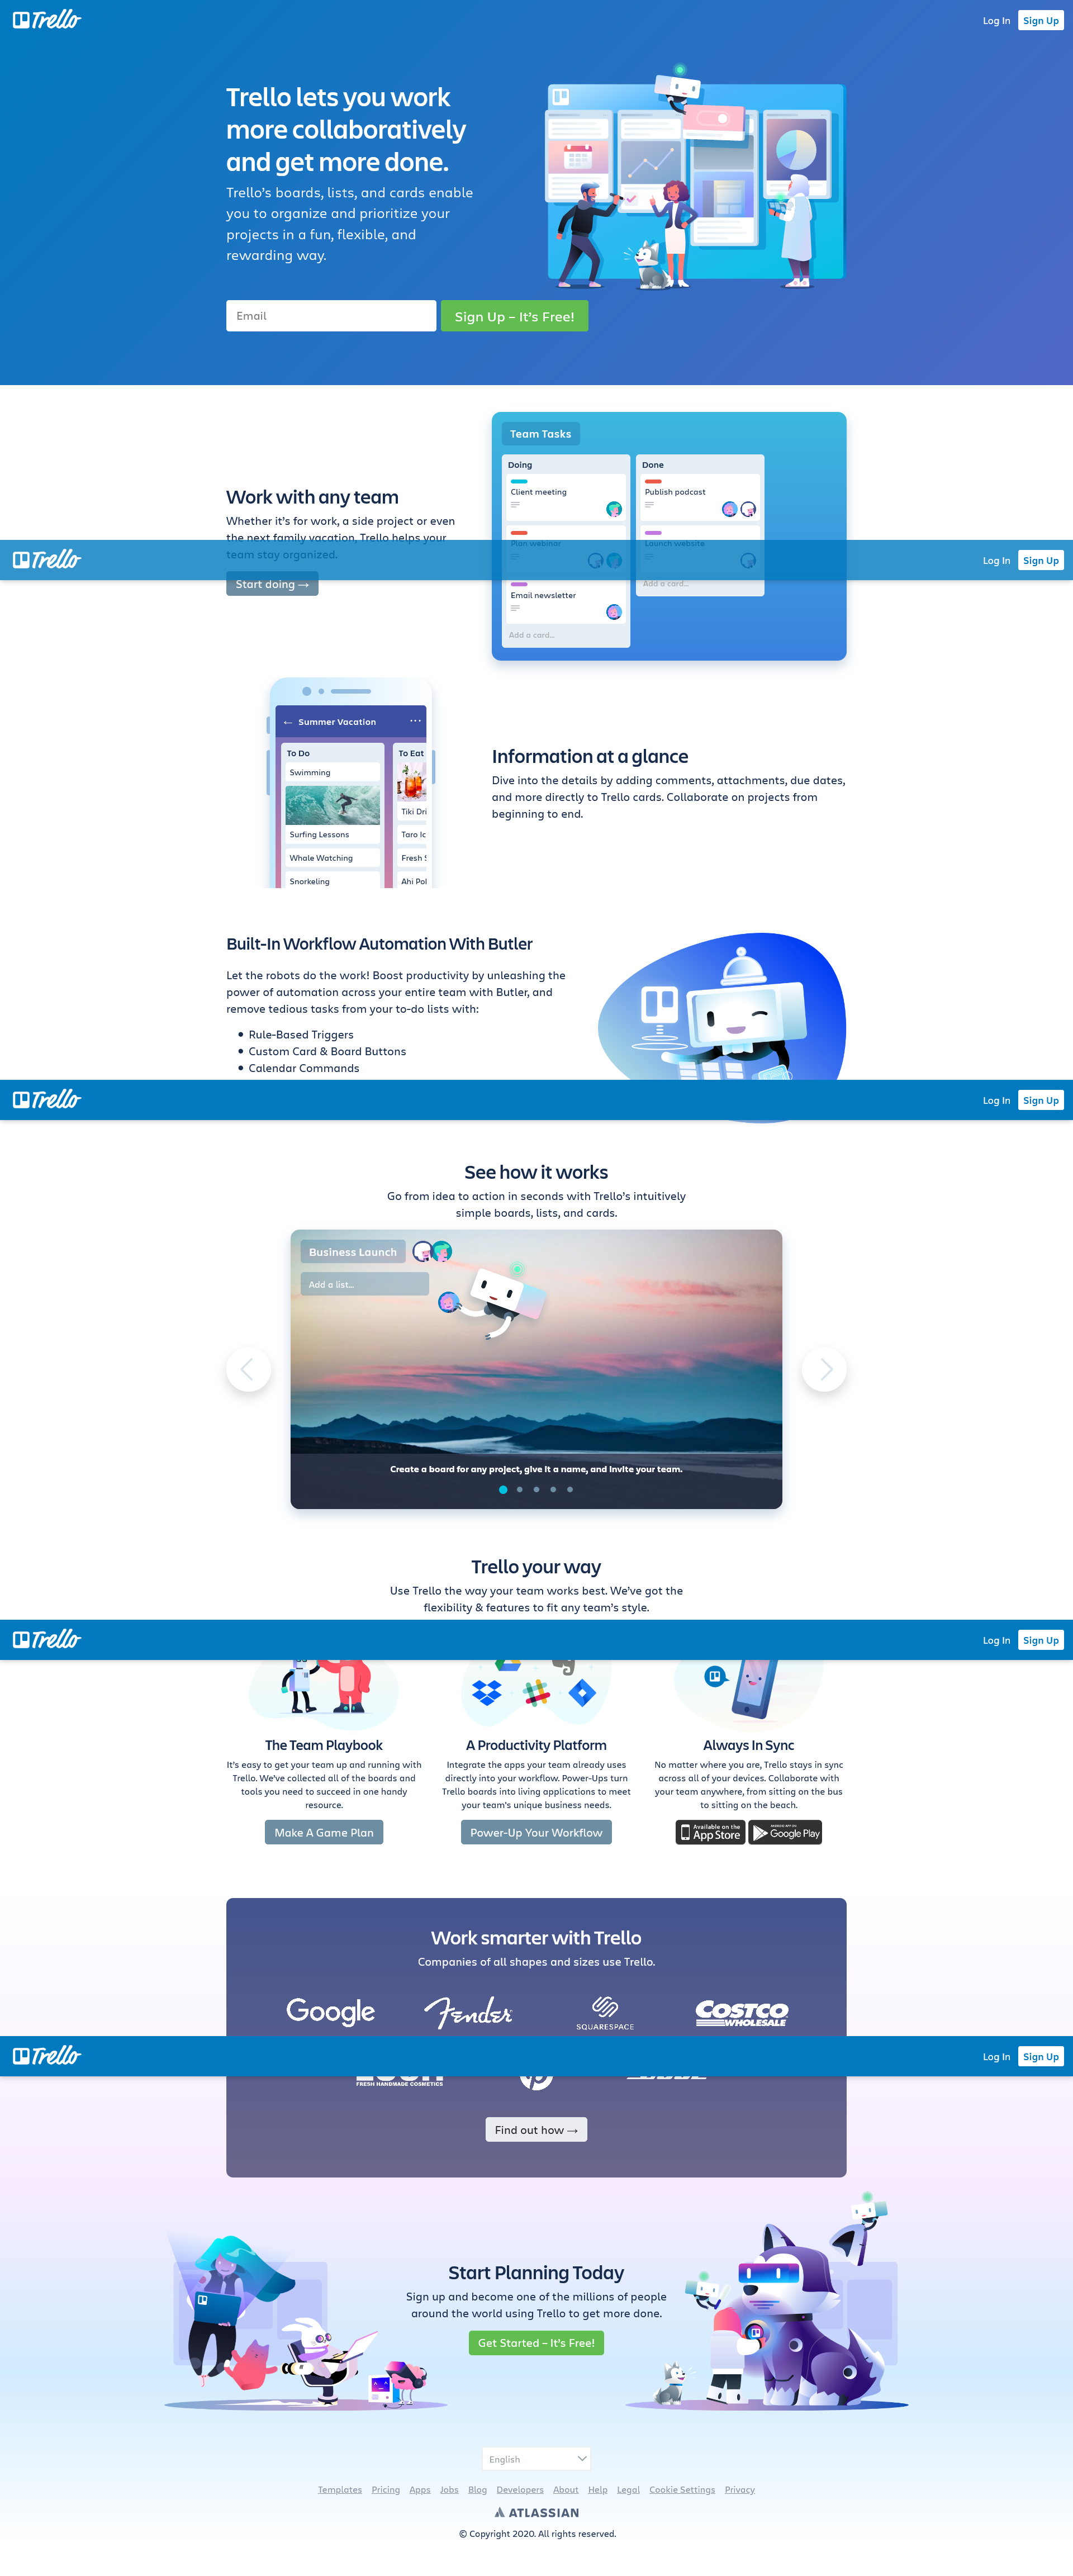 Trello
Log In
Sign Up
Trello lets you work
more collaboratively
and get more done.
Trello's boards, lists, and cards enable
you to organize and prioritize your
projects in a fun, flexible, and
rewarding way.
Email
Sign Up – It's Free!
Work with any team
Whether it's for work, a side project or even
the next family vacation, Trello helps your
team stay organized.
Start doing →
Team Tasks
Doing
Client meeting
Plan webinar
Email newsletter
Add a card...
Done
Publish podcast
Launch website
Add a card...
Trello
Log In
Sign Up
← Summer Vacation ...
To Do
Swimming
Surfing Lessons
Whale Watching
Snorkeling
To Eat
Tiki Dri
Taro Ic
Fresh
Ahi Po
Information at a glance
Dive into the details by adding comments, attachments, due dates,
and more directly to Trello cards. Collaborate on projects from
beginning to end.
Built-In Workflow Automation With Butler
Let the robots do the work! Boost productivity by unleashing the
power of automation across your entire team with Butler, and
remove tedious tasks from your to-do lists with:
• Rule-Based Triggers
• Custom Card & Board Buttons
• Calendar Commands
Trello
Log In
Sign Up
See how it works
Go from idea to action in seconds with Trello's intuitively
simple boards, lists, and cards.
Business Launch
Add a list...
Create a board for any project, give it a name, and invite your team.
Trello your way
Use Trello the way your team works best. We've got the
flexibility & features to fit any team's style.
Trello
Log In
Sign Up
The Team Playbook
It's easy to get your team up and running with
Trello. We've collected all of the boards and
tools you need to succeed in one handy
resource.
Make A Game Plan
A Productivity Platform
Integrate the apps your team already uses
directly into your workflow. Power-Ups turn
Trello boards into living applications to meet
your team's unique business needs.
Power-Up Your Workflow
Always In Sync
No matter where you are, Trello stays in sync
across all of your devices. Collaborate with
your team anywhere, from sitting on the bus
to sitting on the beach.
Available on the
App Store
ANDROID APP ON
Google Play
Work smarter with Trello
Companies of all shapes and sizes use Trello.
Google
Fender
SQUARESPACE
COSTCO
WHOLESALE
Trello
Log In
Sign Up
FRESH HANDMADE COSMETICS
Find out how →
Start Planning Today
Sign up and become one of the millions of people
around the world using Trello to get more done.
Get Started – It's Free!
English
Templates Pricing Apps Jobs Blog Developers About Help Legal Cookie Settings Privacy
ATLASSIAN
© Copyright 2020. All rights reserved.